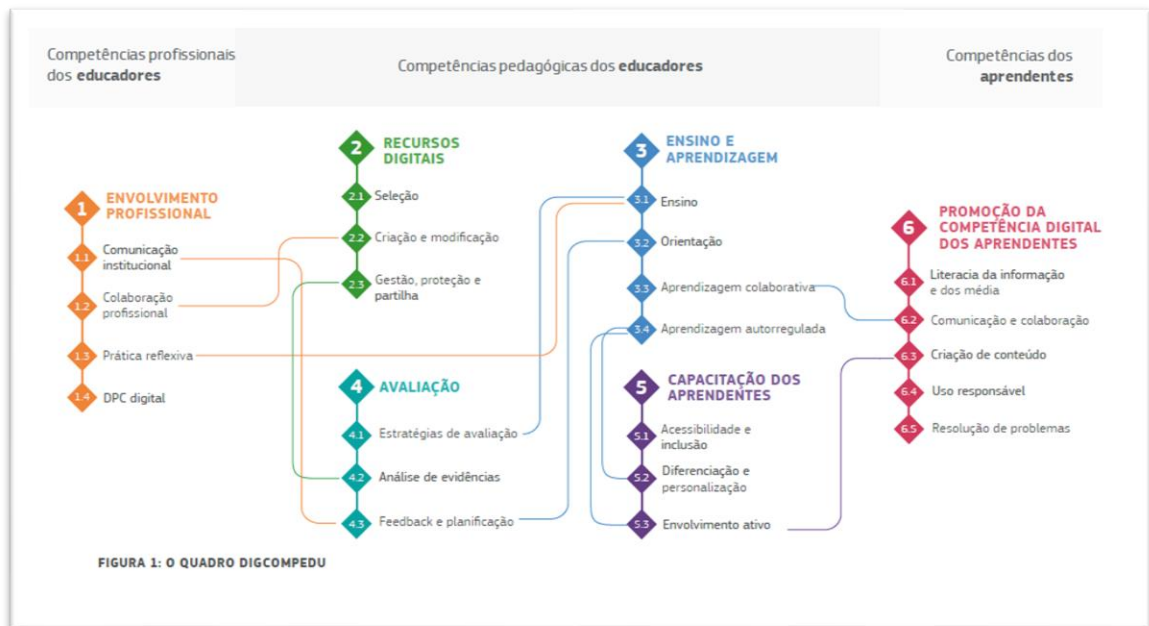 Competências profissionais
dos educadores
Competências pedagógicas dos educadores
Competências dos
aprendentes
1
ENVOLVIMENTO
PROFISSIONAL
1.1
Comunicação
institucional
1.2
Colaboração
profissional
1.3
Prática reflexiva
1.4
DPC digital
2
RECURSOS
DIGITAIS
2.1
Seleção
2.2
Criação e modificação
2.3
Gestão, proteção e
partilha
4
AVALIAÇÃO
4.1
Estratégias de avaliação
4.2
Análise de evidências
4.3
Feedback e planificação
3
ENSINO E
APRENDIZAGEM
3.1
Ensino
3.2
Orientação
3.3
Aprendizagem colaborativa
3.4
Aprendizagem autorregulada
5
CAPACITAÇÃO DOS
APRENDENTES
5.1
Acessibilidade e
inclusão
5.2
Diferenciação e
personalização
5.3
Envolvimento ativo
6
PROMOÇÃO DA
COMPETÊNCIA DIGITAL
DOS APRENDENTES
6.1
Literacia da informação
e dos média
6.2
Comunicação e colaboração
6.3
Criação de conteúdo
6.4
Uso responsável
6.5
Resolução de problemas
FIGURA 1: O QUADRO DIGCOMPEDU